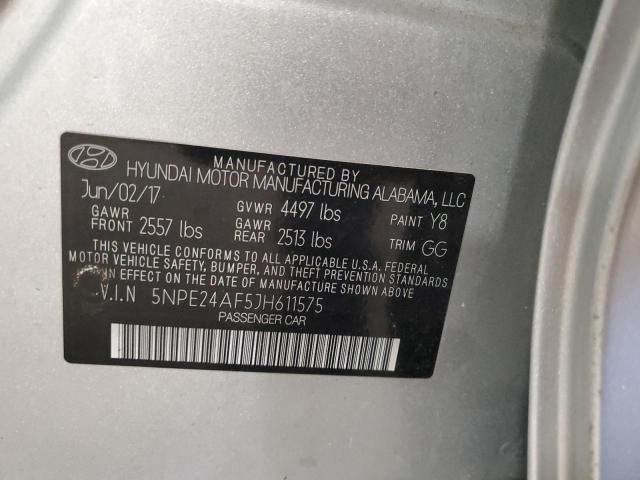 MANUFACTURED BY
HYUNDAI MOTOR MANUFACTURING ALABAMA, LLC
Jun/02/17 GVWR 4497 lbs PAINT Y8
GAWR FRONT 2557 lbs GAWR REAR 2513 lbs TRIM GG
THIS VEHICLE CONFORMS TO ALL APPLICABLE U.S.A. FEDERAL
MOTOR VEHICLE SAFETY, BUMPER, AND THEFT PREVENTION STANDARDS
IN EFFECT ON THE DATE OF MANUFACTURE SHOWN ABOVE.
V.I.N 5NPE24AF5JH611575
PASSENGER CAR